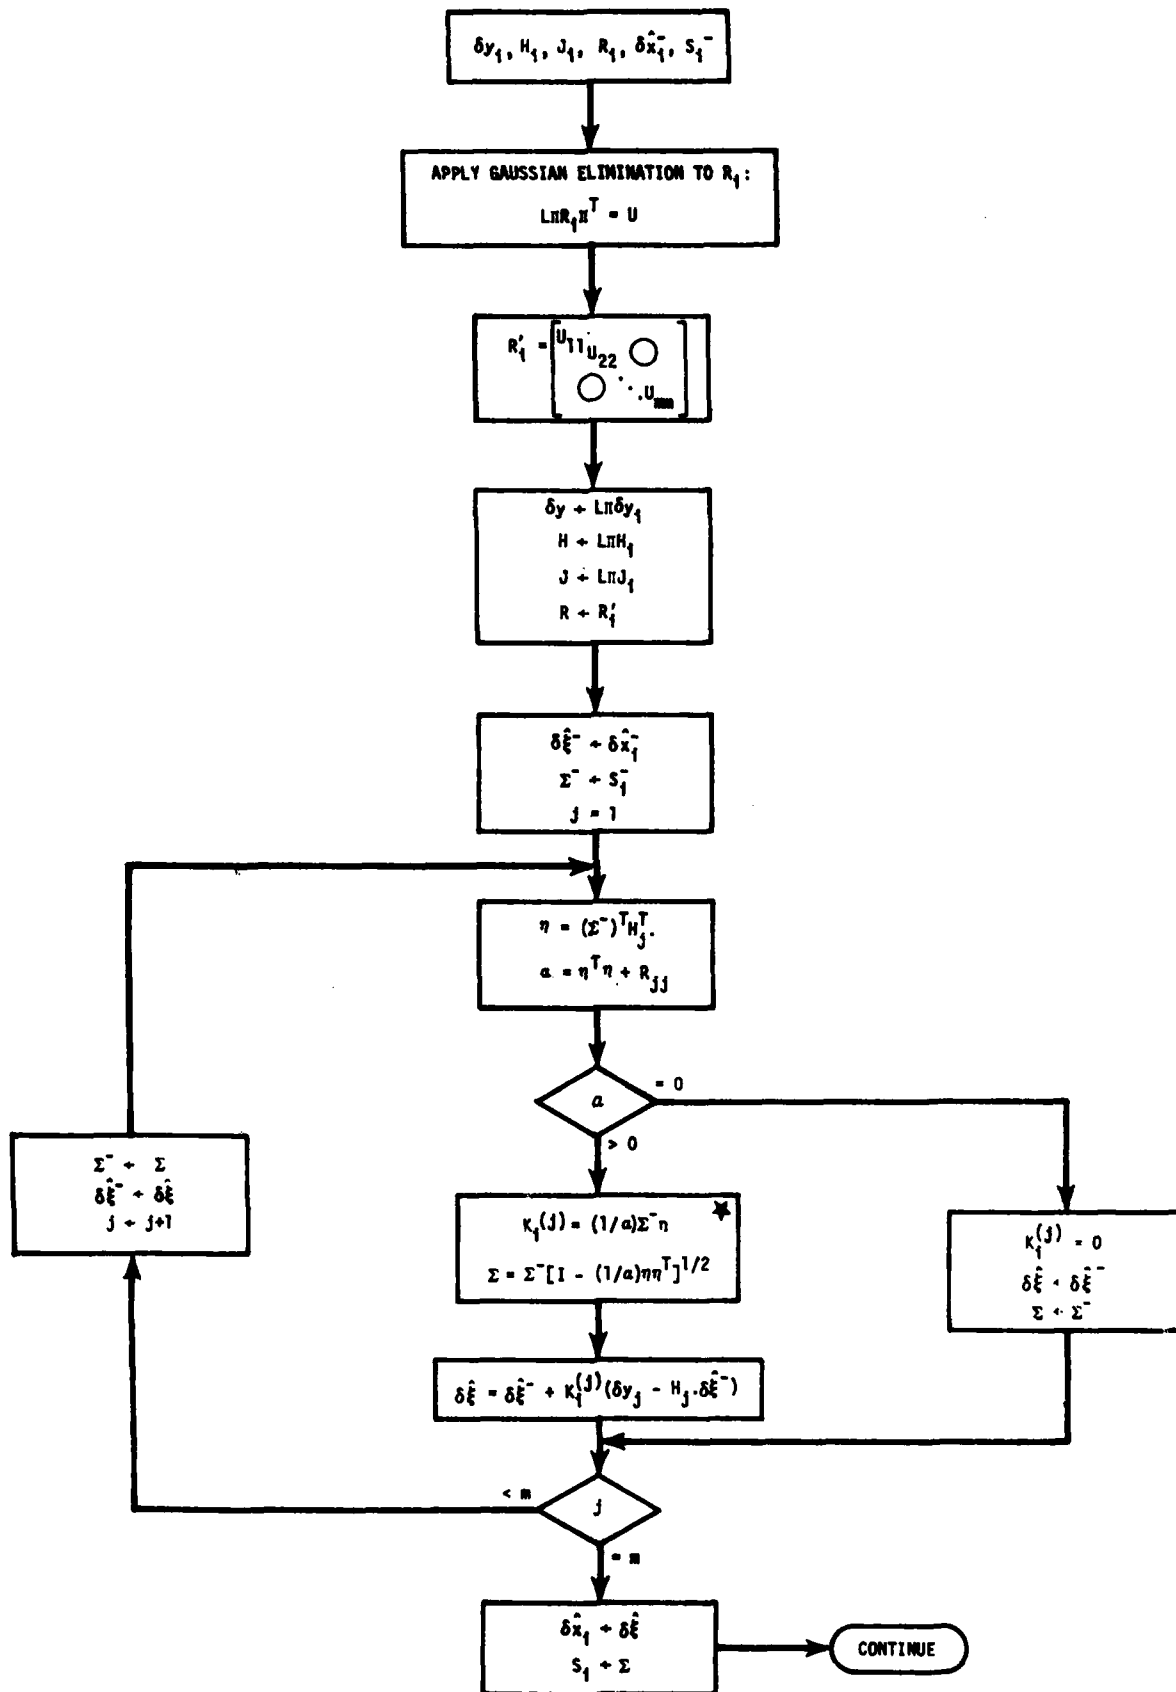 δy_i, H_i, J_i, R_i, δx̂_i^-, S_i^-
APPLY GAUSSIAN ELIMINATION TO R_i:
LΠR_iΠ^T = U
R'_i = [U_11 U_22 ⋱ U_mm]
δy ← LΠδy_i
H ← LΠH_i
J ← LΠJ_i
R ← R'_i
δξ̂^- ← δx̂_i^-
Σ^- ← S_i^-
j = 1
η = (Σ^-)^T H_j.^T
a = η^T η + R_jj
a
= 0
> 0
K_i^(j) = (1/a)Σ^-η
Σ = Σ^-[I - (1/a)ηη^T]^1/2
K_i^(j) = 0
δξ̂ ← δξ̂^-
Σ ← Σ^-
Σ^- ← Σ
δξ̂^- ← δξ̂
j ← j+1
δξ̂ = δξ̂^- + K_i^(j)(δy_j - H_j.δξ̂^-)
< m
j
= m
δx̂_i ← δξ̂
S_i ← Σ
CONTINUE